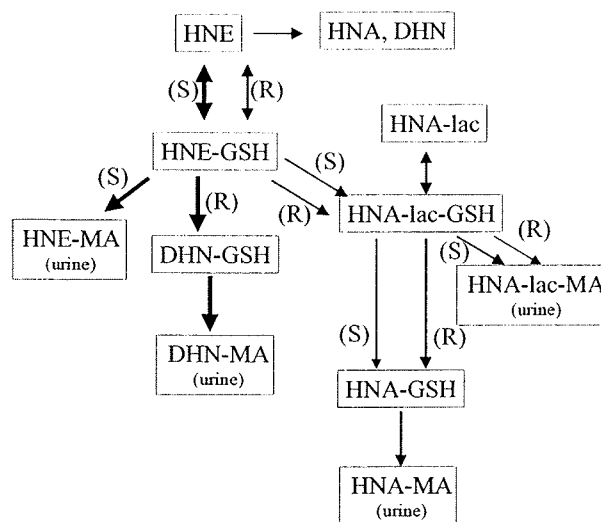 HNE
HNA, DHN
(S)
(R)
HNA-lac
HNE-GSH
(S)
(S)
(R)
(R)
HNA-lac-GSH
HNE-MA
(urine)
DHN-GSH
(R)
(S)
HNA-lac-MA
(urine)
(S)
(R)
DHN-MA
(urine)
HNA-GSH
HNA-MA
(urine)